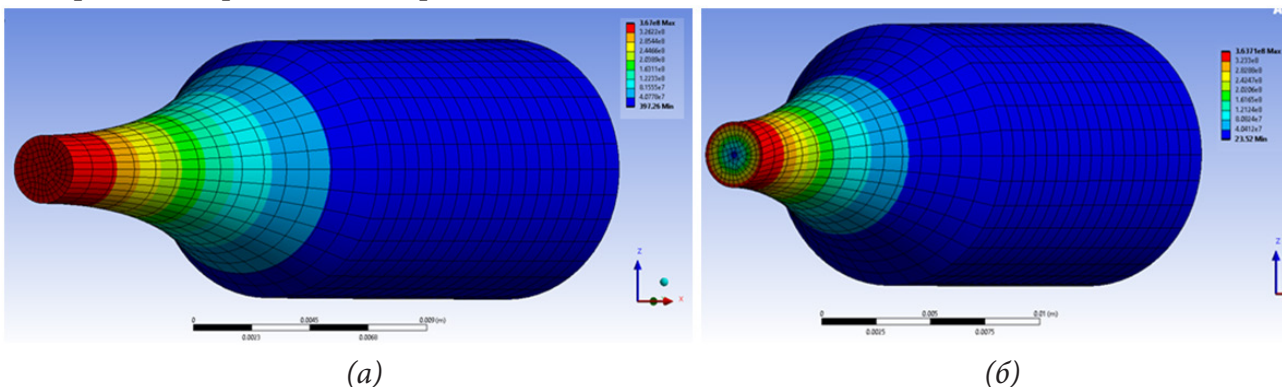 3.67e8 Max
3.2622e8
2.8544e8
2.4466e8
2.0389e8
1.6311e8
1.2233e8
8.1555e7
4.0778e7
397.26 Min
3.6371e8 Max
3.233e8
2.8288e8
2.4247e8
2.0206e8
1.6165e8
1.2124e8
8.0824e7
4.0412e7
23.52 Min
Z
X
Z
0
0.0045
0.009 (m)
0.0023
0.0068
0
0.005
0.01 (m)
0.0025
0.0075
(а)
(б)